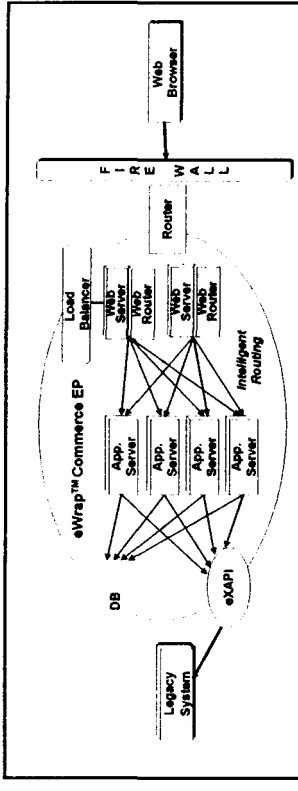 Web
Browser
F I R E W A L L
Router
Load
Balancer
Web
Server
Web
Router
Web
Server
Web
Router
Intelligent
Routing
eWrap™ Commerce EP
App.
Server
App.
Server
App.
Server
App.
Server
DB
eXAPI
Legacy
System